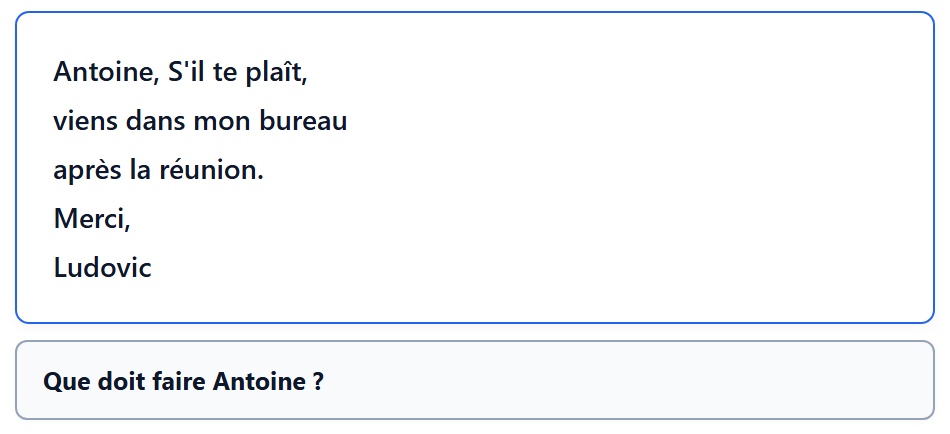 Antoine, S'il te plaît,
viens dans mon bureau
après la réunion.
Merci,
Ludovic
Que doit faire Antoine ?